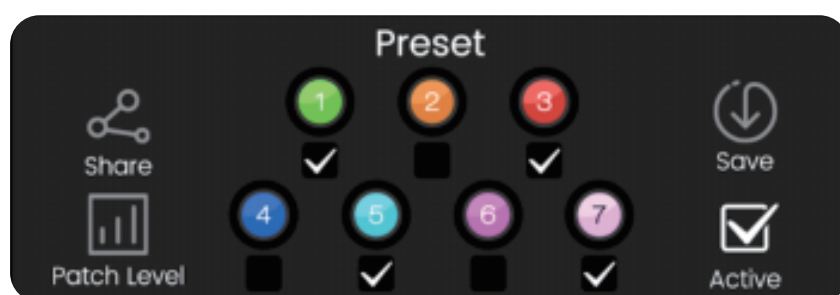 Preset
1 2 3
Share
Save
4 5 6 7
Patch Level
Active